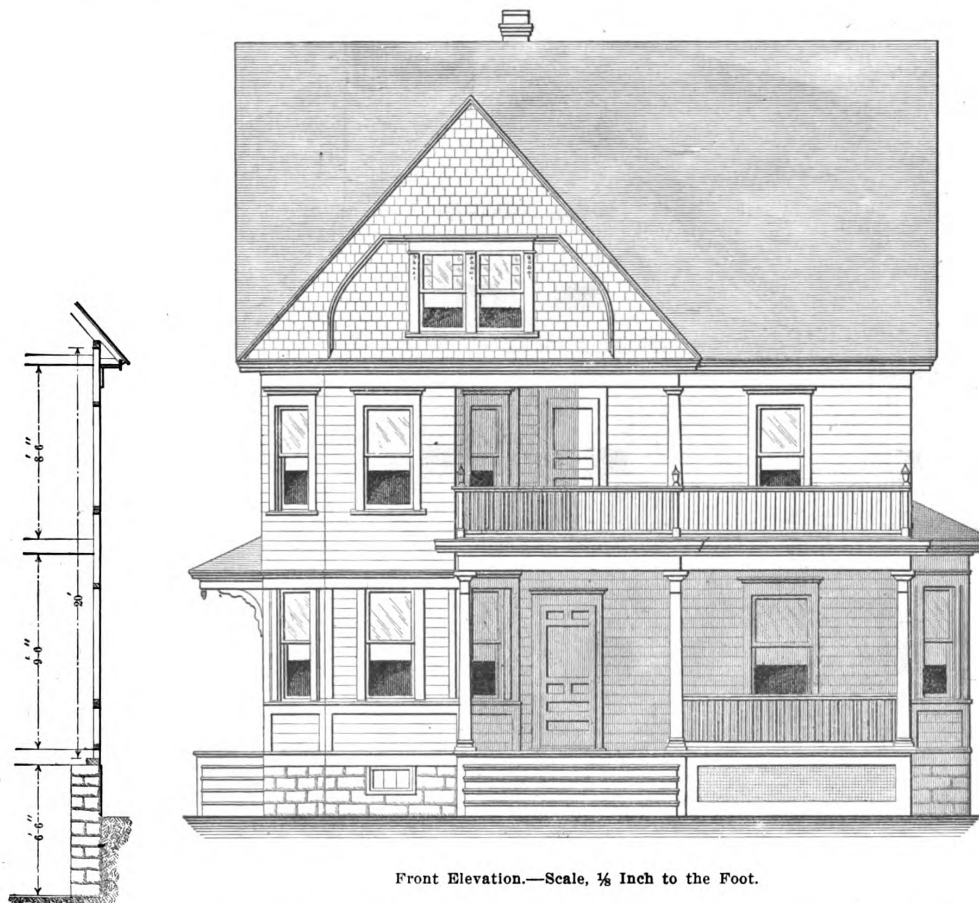 8'-6"
20'
9'-0"
6'-6"
Front Elevation.—Scale, ⅛ Inch to the Foot.